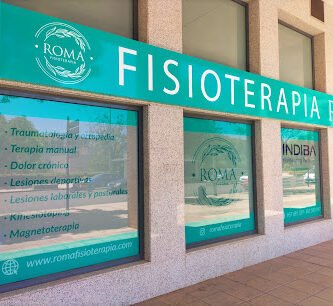 ROMA
FISIOTERAPIA
FISIOTERAPIA
• Traumatología y ortopedia
• Terapia manual
• Dolor crónica
• Lesiones deportivas
• Lesiones laborales y posturales
• Kinesiotaping
• Magnetoterapia
www.romafisioterapia.com
ROMA
romafisioterapia
INDIBA